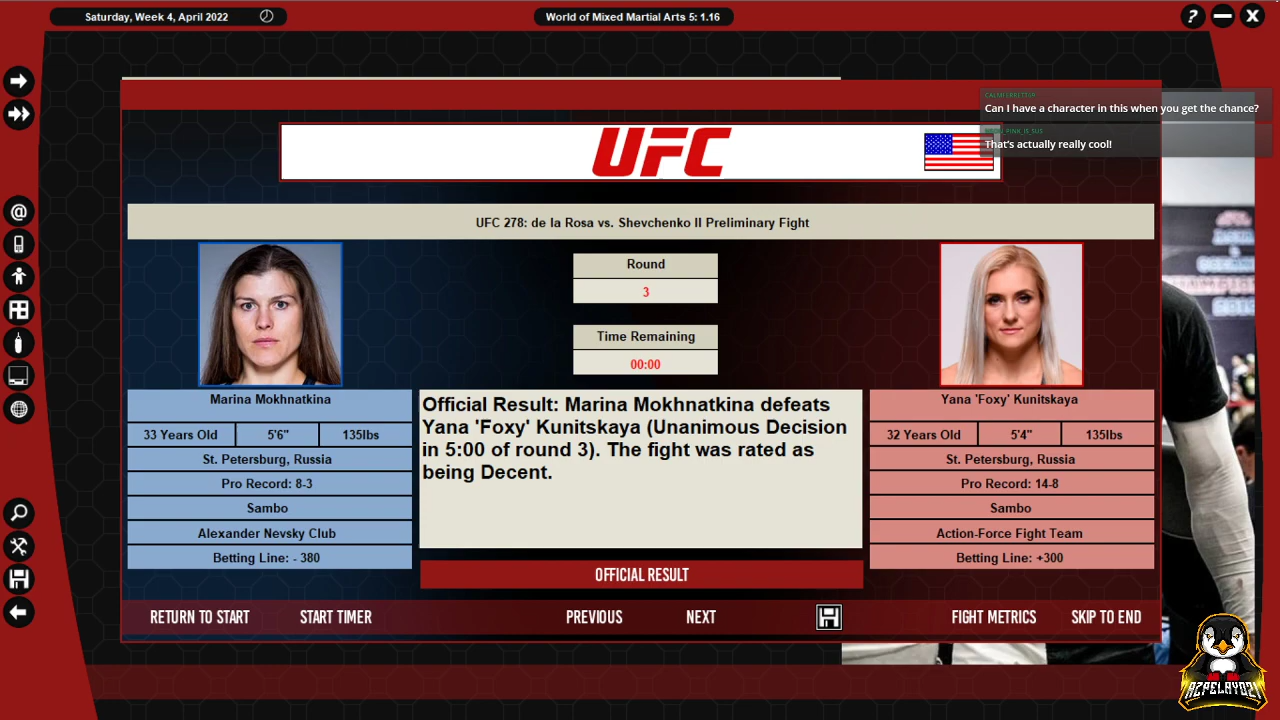 Saturday, Week 4, April 2022
World of Mixed Martial Arts 5: 1.16
?
Can I have a character in this when you get the chance?
That's actually really cool!
UFC
UFC 278: de la Rosa vs. Shevchenko II Preliminary Fight
Round
3
Time Remaining
00:00
Marina Mokhnatkina
33 Years Old
5'6"
135lbs
St. Petersburg, Russia
Pro Record: 8-3
Sambo
Alexander Nevsky Club
Betting Line: - 380
Official Result: Marina Mokhnatkina defeats
Yana 'Foxy' Kunitskaya (Unanimous Decision
in 5:00 of round 3). The fight was rated as
being Decent.
OFFICIAL RESULT
Yana 'Foxy' Kunitskaya
32 Years Old
5'4"
135lbs
St. Petersburg, Russia
Pro Record: 14-8
Sambo
Action-Force Fight Team
Betting Line: +300
RETURN TO START
START TIMER
PREVIOUS
NEXT
FIGHT METRICS
SKIP TO END
AZPELAYO21